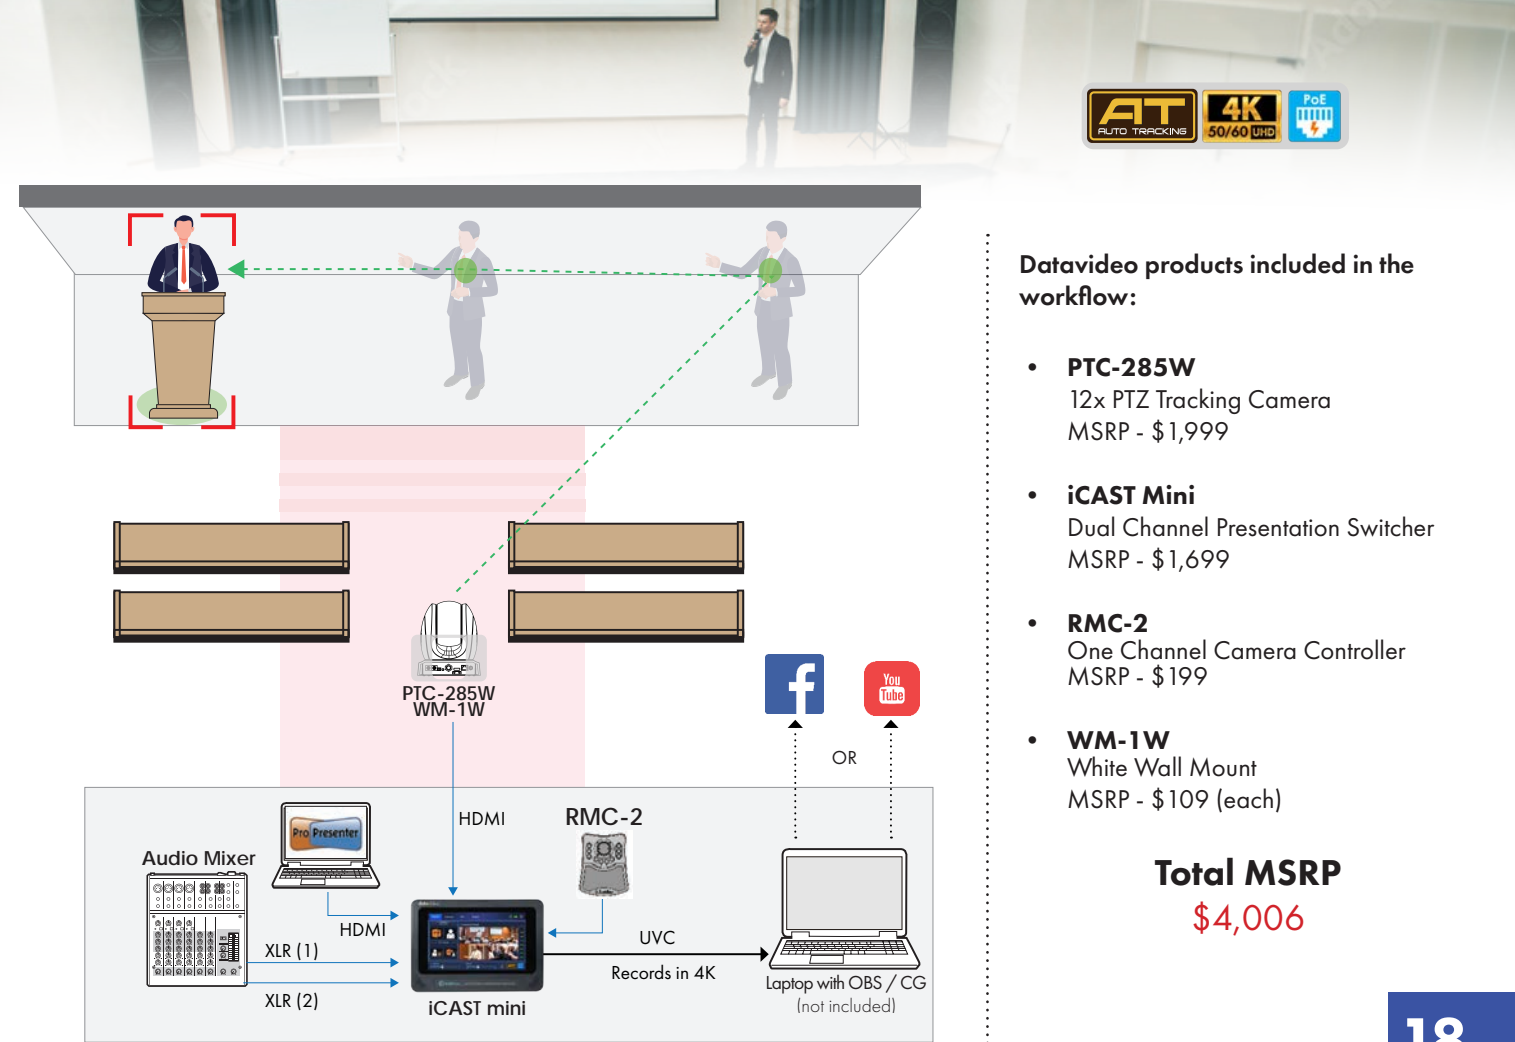 AT
AUTO TRACKING
4K
50/60 UHD
PoE
PTC-285W
WM-1W
You
Tube
OR
HDMI
RMC-2
Pro Presenter
Audio Mixer
HDMI
XLR (1)
XLR (2)
iCAST mini
UVC
Records in 4K
Laptop with OBS / CG
(not included)
Datavideo products included in the
workflow:
• PTC-285W
12x PTZ Tracking Camera
MSRP - $1,999
• iCAST Mini
Dual Channel Presentation Switcher
MSRP - $1,699
• RMC-2
One Channel Camera Controller
MSRP - $199
• WM-1W
White Wall Mount
MSRP - $109 (each)
Total MSRP
$4,006
18